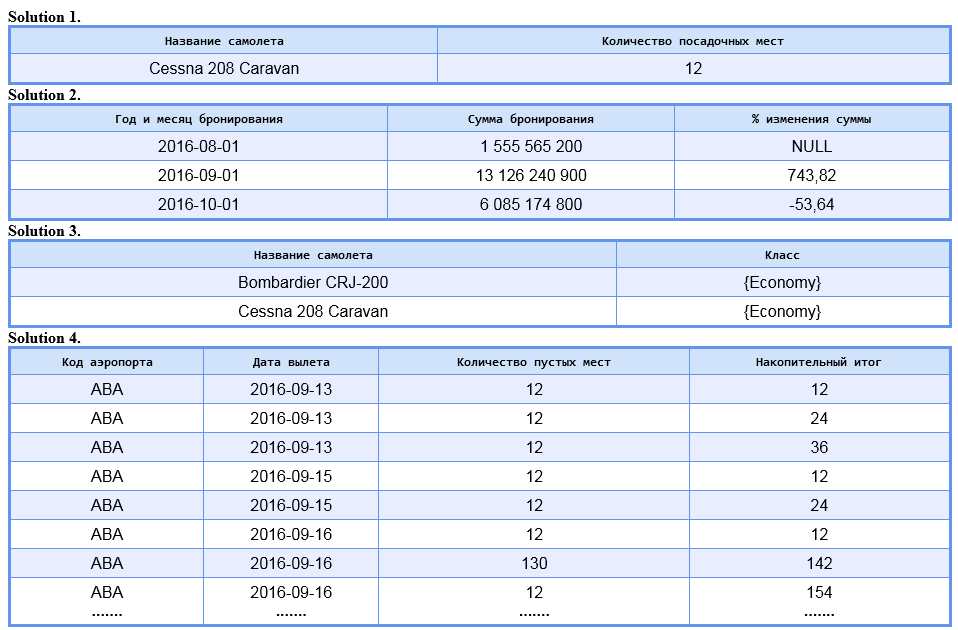 Solution 1.
Название самолета Количество посадочных мест
Cessna 208 Caravan 12
Solution 2.
Год и месяц бронирования Сумма бронирования % изменения суммы
2016-08-01 1 555 565 200 NULL
2016-09-01 13 126 240 900 743,82
2016-10-01 6 085 174 800 -53,64
Solution 3.
Название самолета Класс
Bombardier CRJ-200 {Economy}
Cessna 208 Caravan {Economy}
Solution 4.
Код аэропорта Дата вылета Количество пустых мест Накопительный итог
ABA 2016-09-13 12 12
ABA 2016-09-13 12 24
ABA 2016-09-13 12 36
ABA 2016-09-15 12 12
ABA 2016-09-15 12 24
ABA 2016-09-16 12 12
ABA 2016-09-16 130 142
ABA 2016-09-16 12 154
....... ....... ....... .......